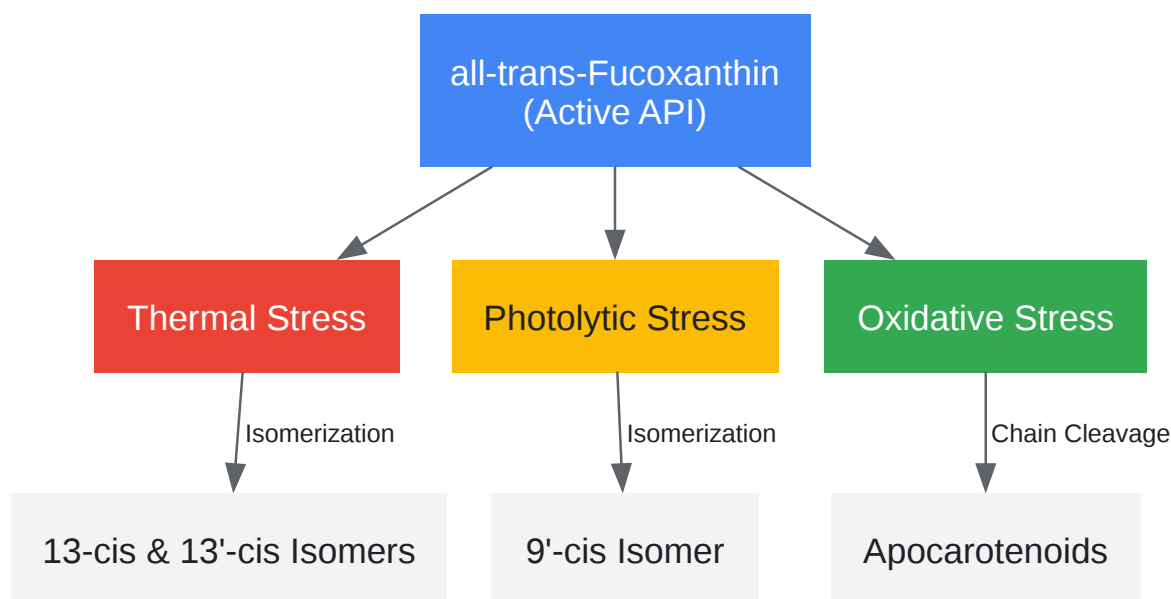 all-trans-Fucoxanthin
(Active API)
Thermal Stress
Photolytic Stress
Oxidative Stress
Isomerization
Isomerization
Chain Cleavage
13-cis & 13'-cis Isomers
9'-cis Isomer
Apocarotenoids